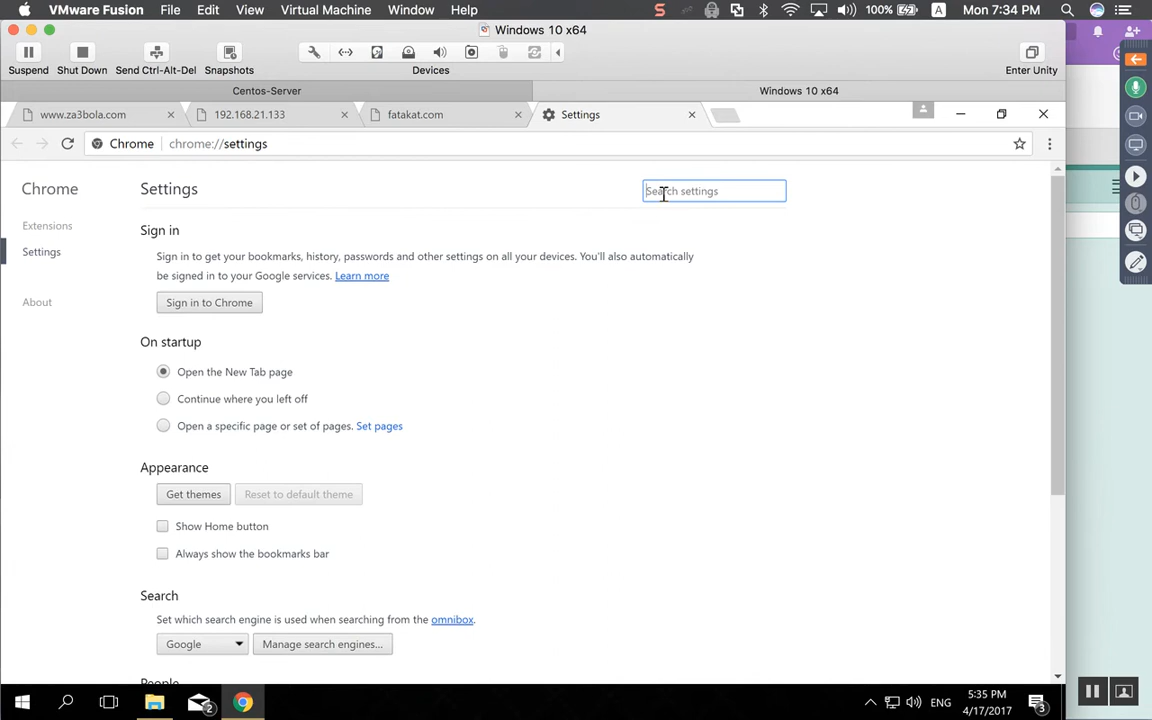 VMware Fusion File Edit View Virtual Machine Window Help 100% A Mon 7:34 PM
Windows 10 x64
Suspend Shut Down Send Ctrl-Alt-Del Snapshots Devices Enter Unity
Centos-Server Windows 10 x64
www.za3bola.com 192.168.21.133 fatakat.com Settings
Chrome chrome://settings
Chrome Settings Search settings
Extensions
Settings
About
Sign in
Sign in to get your bookmarks, history, passwords and other settings on all your devices. You'll also automatically
be signed in to your Google services. Learn more
Sign in to Chrome
On startup
Open the New Tab page
Continue where you left off
Open a specific page or set of pages. Set pages
Appearance
Get themes Reset to default theme
Show Home button
Always show the bookmarks bar
Search
Set which search engine is used when searching from the omnibox.
Google Manage search engines...
People
2 ENG 5:35 PM
4/17/2017 3